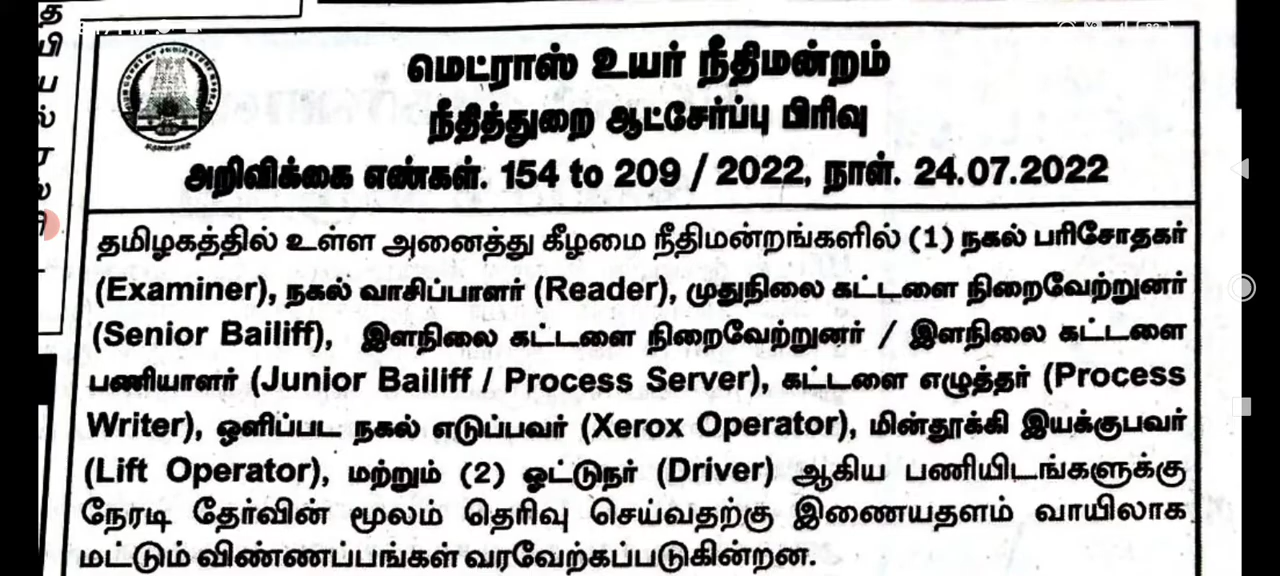 மெட்ராஸ் உயர் நீதிமன்றம்
நீதித்துறை ஆட்சேர்ப்பு பிரிவு
அறிவிக்கை எண்கள். 154 to 209 / 2022, நாள். 24.07.2022
தமிழகத்தில் உள்ள அனைத்து கீழமை நீதிமன்றங்களில் (1) நகல் பரிசோதகர்
(Examiner), நகல் வாசிப்பாளர் (Reader), முதுநிலை கட்டளை நிறைவேற்றுனர்
(Senior Bailiff), இளநிலை கட்டளை நிறைவேற்றுனர் / இளநிலை கட்டளை
பணியாளர் (Junior Bailiff / Process Server), கட்டளை எழுத்தர் (Process
Writer), ஒளிப்பட நகல் எடுப்பவர் (Xerox Operator), மின்தூக்கி இயக்குபவர்
(Lift Operator), மற்றும் (2) ஓட்டுநர் (Driver) ஆகிய பணியிடங்களுக்கு
நேரடி தேர்வின் மூலம் தெரிவு செய்வதற்கு இணையதளம் வாயிலாக
மட்டும் விண்ணப்பங்கள் வரவேற்கப்படுகின்றன.